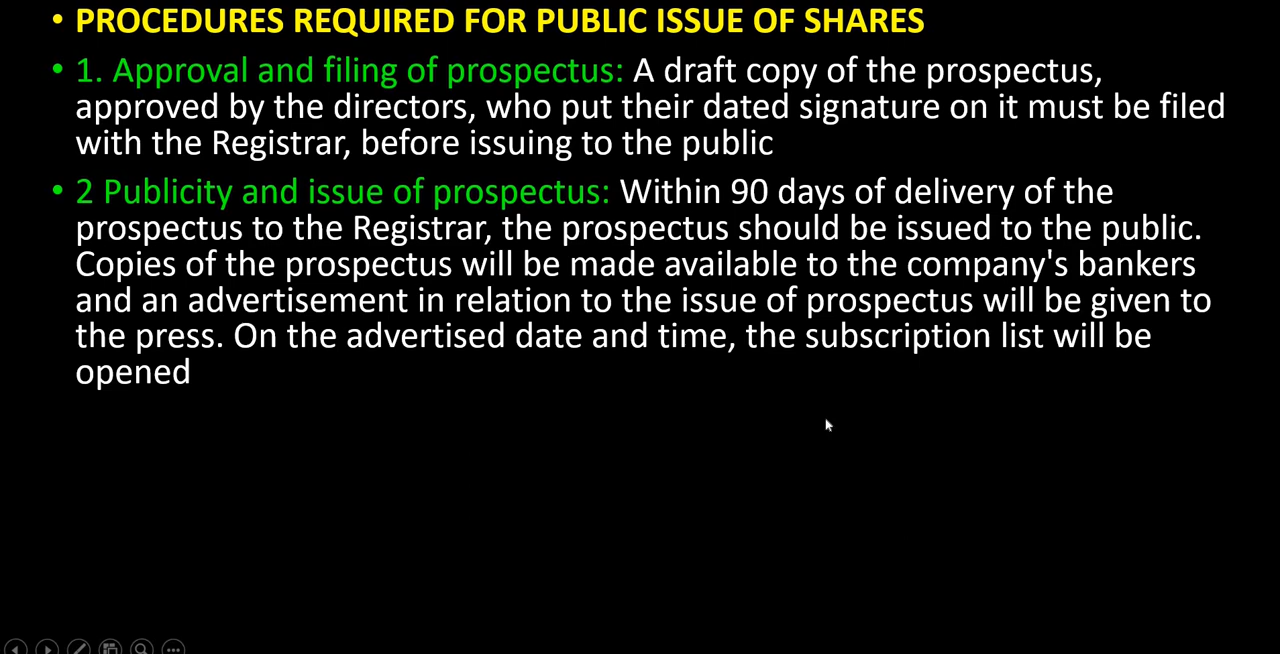 • PROCEDURES REQUIRED FOR PUBLIC ISSUE OF SHARES
• 1. Approval and filing of prospectus: A draft copy of the prospectus,
approved by the directors, who put their dated signature on it must be filed
with the Registrar, before issuing to the public
• 2 Publicity and issue of prospectus: Within 90 days of delivery of the
prospectus to the Registrar, the prospectus should be issued to the public.
Copies of the prospectus will be made available to the company's bankers
and an advertisement in relation to the issue of prospectus will be given to
the press. On the advertised date and time, the subscription list will be
opened